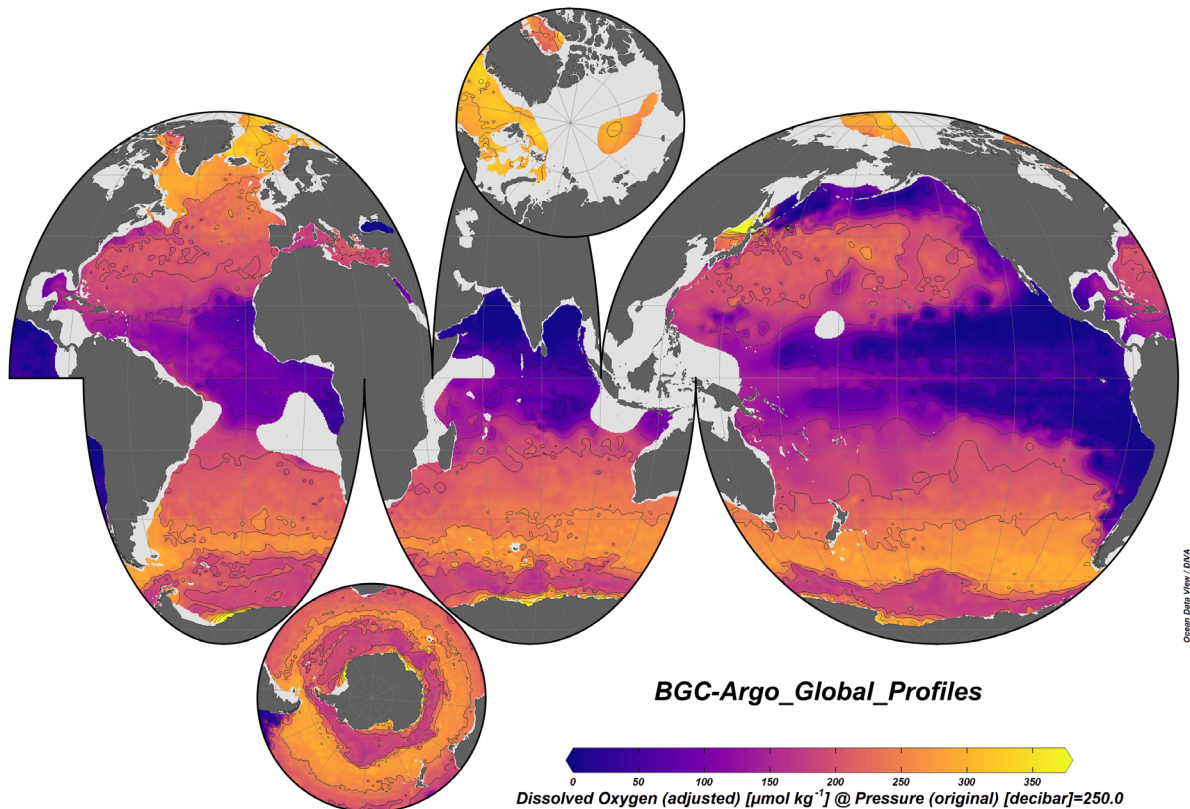 Ocean Data View / DIVA
BGC-Argo_Global_Profiles
0 50 100 150 200 250 300 350
Dissolved Oxygen (adjusted) [µmol kg⁻¹] @ Pressure (original) [decibar]=250.0